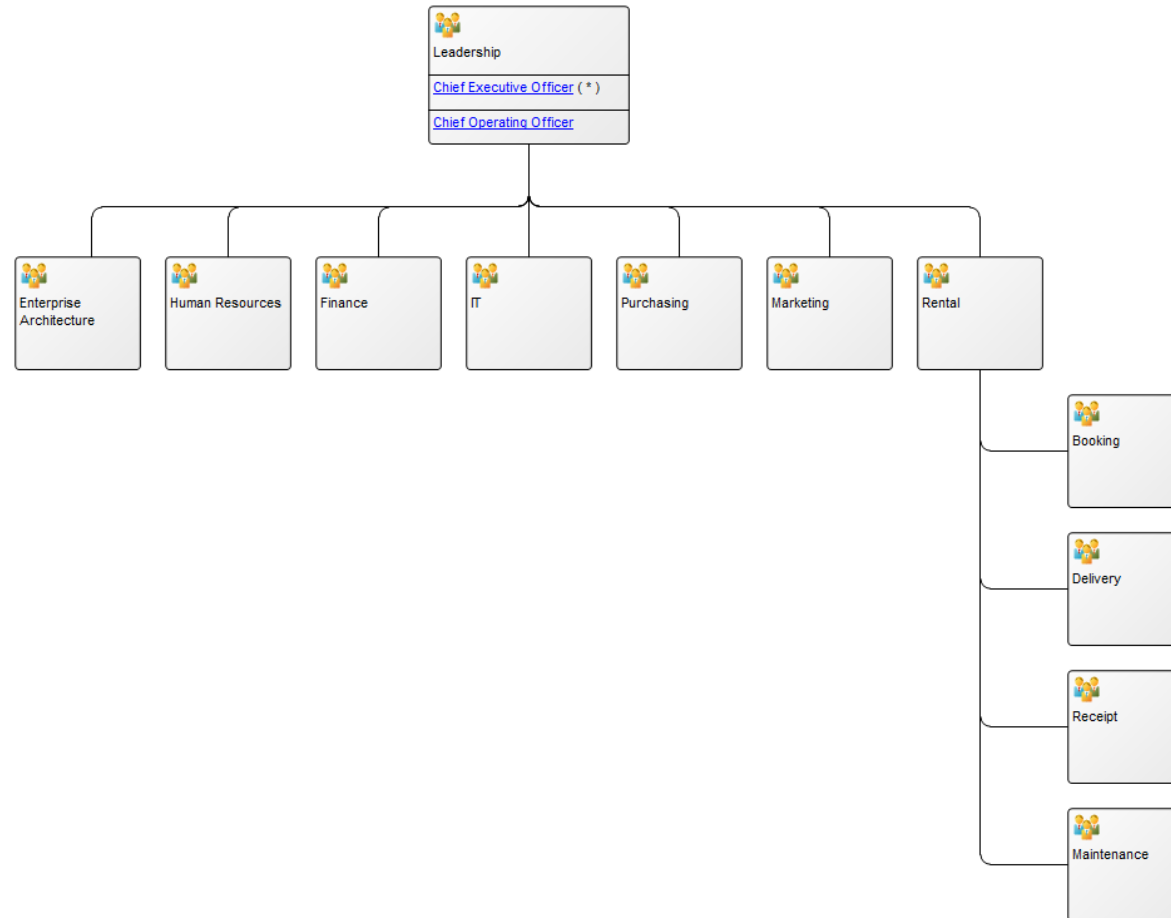 Leadership
Chief Executive Officer ( * )
Chief Operating Officer
Enterprise
Architecture
Human Resources
Finance
IT
Purchasing
Marketing
Rental
Booking
Delivery
Receipt
Maintenance